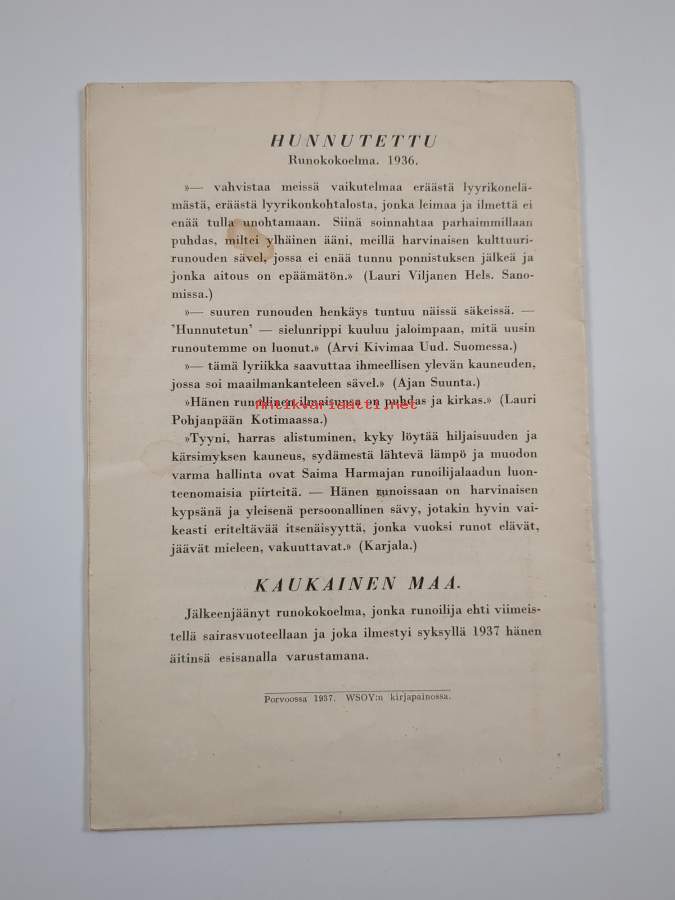 HUNNUTETTU
Runokokoelma. 1936.
»— vahvistaa meissä vaikutelmaa eräästä lyyrikonelä-
mästä, eräästä lyyrikonkohtalosta, jonka leimaa ja ilmettä ei
enää tulla unohtamaan. Siinä soinnahtaa parhaimmillaan
puhdas, miltei ylhäinen ääni, meillä harvinaisen kulttuuri-
runouden sävel, jossa ei enää tunnu ponnistuksen jälkeä ja
jonka aitous on epäämätön.» (Lauri Viljanen Hels. Sano-
missa.)
»— suuren runouden henkäys tuntuu näissä säkeissä. —
'Hunnutetun' — sielunrippi kuuluu jaloimpaan, mitä uusin
runoutemme on luonut.» (Arvi Kivimaa Uud. Suomessa.)
»— tämä lyriikka saavuttaa ihmeellisen ylevän kauneuden,
jossa soi maailmankanteleen sävel.» (Ajan Suunta.)
»Hänen runollinen ilmaisunsa on puhdas ja kirkas.» (Lauri
Antikvariaatti.net
Pohjanpään Kotimaassa.)
»Tyyni, harras alistuminen, kyky löytää hiljaisuuden ja
kärsimyksen kauneus, sydämestä lähtevä lämpö ja muodon
varma hallinta ovat Saima Harmajan runoilijalaadun luon-
teenomaisia piirteitä. — Hänen runoissaan on harvinaisen
kypsänä ja yleisenä persoonallinen sävy, jotakin hyvin vai-
keasti eriteltävää itsenäisyyttä, jonka vuoksi runot elävät,
jäävät mieleen, vakuuttavat.» (Karjala.)
KAUKAINEN MAA.
Jälkeenjäänyt runokokoelma, jonka runoilija ehti viimeis-
tellä sairasvuoteellaan ja joka ilmestyi syksyllä 1937 hänen
äitinsä esisanalla varustamana.
Porvoossa 1937. WSOY:n kirjapainossa.